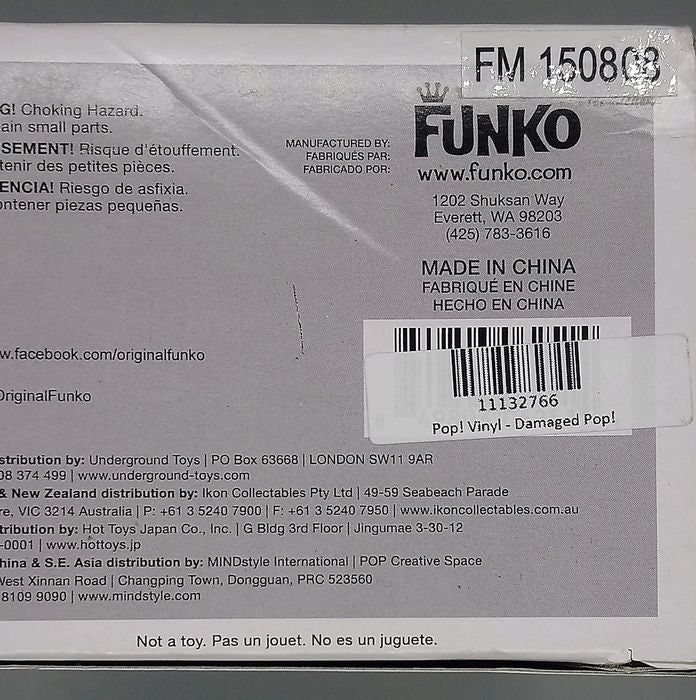 FM 150808
G! Choking Hazard.
ain small parts.
SEMENT! Risque d'étouffement.
tenir des petites pièces.
ENCIA! Riesgo de asfixia.
ontener piezas pequeñas.
MANUFACTURED BY:
FABRIQUÉS PAR:
FABRICADO POR:
FUNKO
www.funko.com
1202 Shuksan Way
Everett, WA 98203
(425) 783-3616
MADE IN CHINA
FABRIQUÉ EN CHINE
HECHO EN CHINA
w.facebook.com/originalfunko
OriginalFunko
11132766
Pop! Vinyl - Damaged Pop!
stribution by: Underground Toys | PO Box 63668 | LONDON SW11 9AR
08 374 499 | www.underground-toys.com
& New Zealand distribution by: Ikon Collectables Pty Ltd | 49-59 Seabeach Parade
re, VIC 3214 Australia | P: +61 3 5240 7900 | F: +61 3 5240 7950 | www.ikoncollectables.com.au
tribution by: Hot Toys Japan Co., Inc. | G Bldg 3rd Floor | Jingumae 3-30-12
-0001 | www.hottoys.jp
hina & S.E. Asia distribution by: MINDstyle International | POP Creative Space
West Xinnan Road | Changping Town, Dongguan, PRC 523560
8109 9090 | www.mindstyle.com
Not a toy. Pas un jouet. No es un juguete.